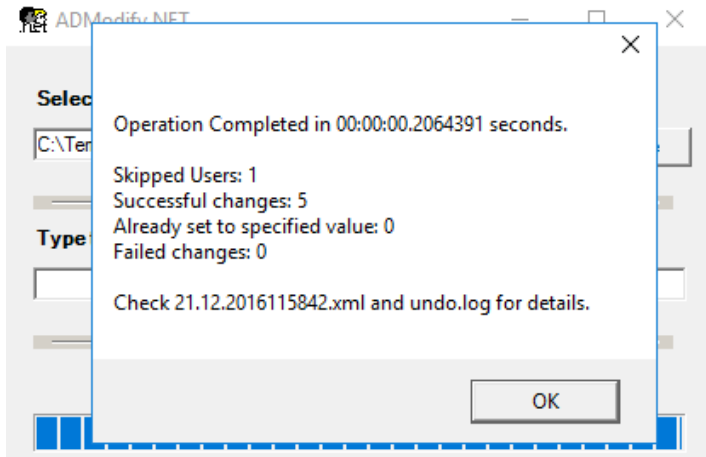 ADModify.NET
Selec
C:\Ten
Operation Completed in 00:00:00.2064391 seconds.
Skipped Users: 1
Successful changes: 5
Already set to specified value: 0
Failed changes: 0
Type
Check 21.12.2016115842.xml and undo.log for details.
OK